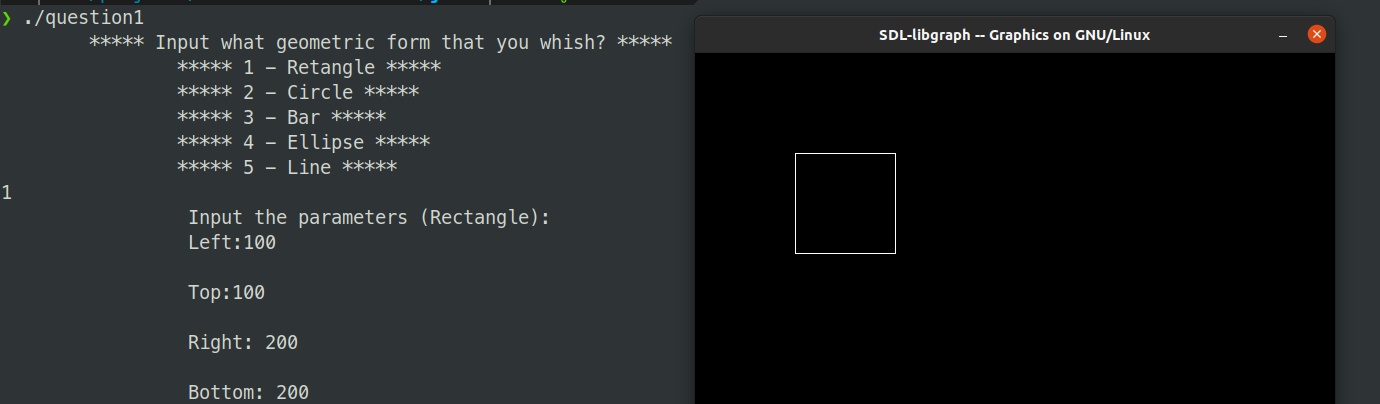 ❯ ./question1
***** Input what geometric form that you whish? *****
***** 1 - Retangle *****
***** 2 - Circle *****
***** 3 - Bar *****
***** 4 - Ellipse *****
***** 5 - Line *****
1
Input the parameters (Rectangle):
Left:100
Top:100
Right: 200
Bottom: 200
SDL-libgraph -- Graphics on GNU/Linux